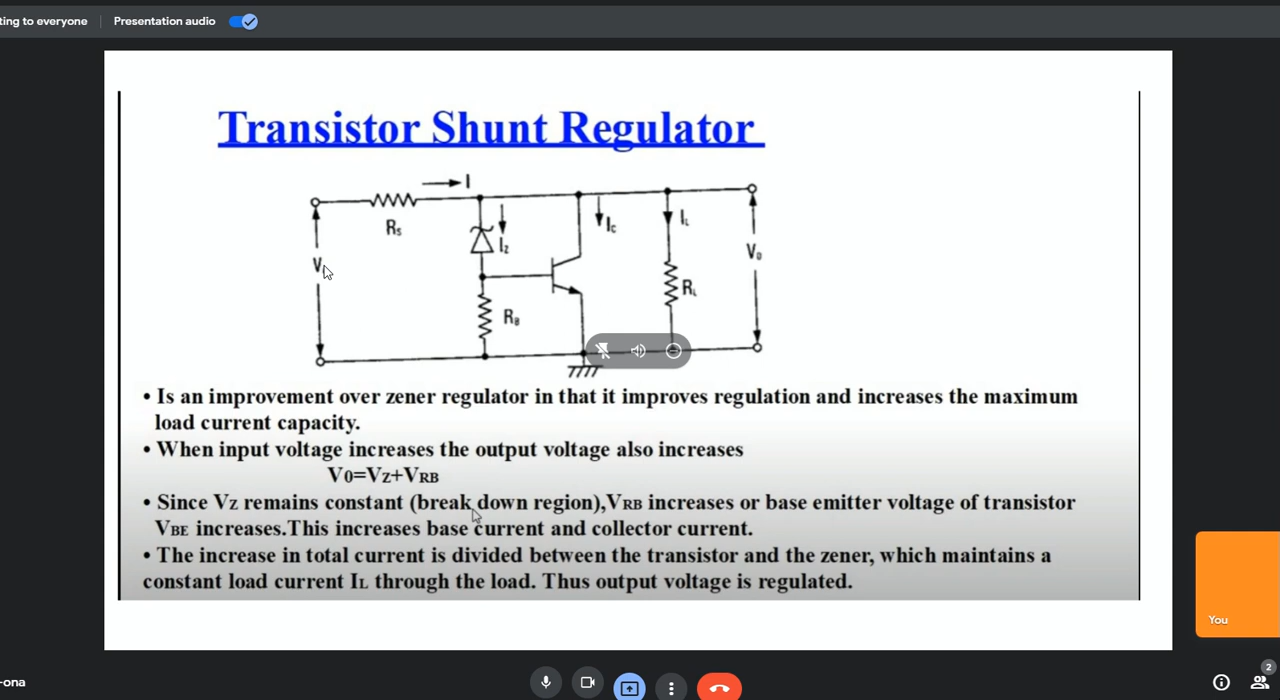 ting to everyone
Presentation audio
Transistor Shunt Regulator
I
Rs
Iz
Ic
IL
V
Vo
RL
RB
• Is an improvement over zener regulator in that it improves regulation and increases the maximum
load current capacity.
• When input voltage increases the output voltage also increases
V0=VZ+VRB
• Since VZ remains constant (break down region),VRB increases or base emitter voltage of transistor
VBE increases.This increases base current and collector current.
• The increase in total current is divided between the transistor and the zener, which maintains a
constant load current IL through the load. Thus output voltage is regulated.
You
-ona
2